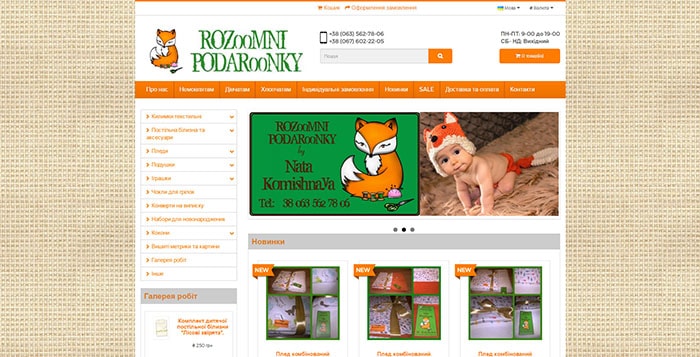 Кошик Оформлення замовлення
Мова
₴ Валюта
ROZooMNI
PODARooNKY
+38 (063) 562-78-06
+38 (067) 602-22-05
ПН-ПТ: 9-00 до 19-00
СБ- НД: Вихідний
Пошук
0 товар(ів)
Про нас Немовлятам Дівчатам Хлопчатам Індивідуальні замовлення Новини SALE Доставка та оплата Контакти
Килимки текстильні
Постільна білизна та
аксесуари
Пледи
Подушки
Іграшки
Чохли для грілок
Конверти на виписку
Набори для новонароджених
Кокони
Вишиті метрики та картини
Галерея робіт
Інше
ROZooMNI
PODARooNKY
by
Nata
KomishnaYa
Tel: 38 063 562 78 06
Новинки
NEW
NEW
NEW
Плед комбінований
Плед комбінований
Плед комбінований
Галерея робіт
Комплект дитячої
постільної білизни
"Лісові звірята".
₴ 250 грн